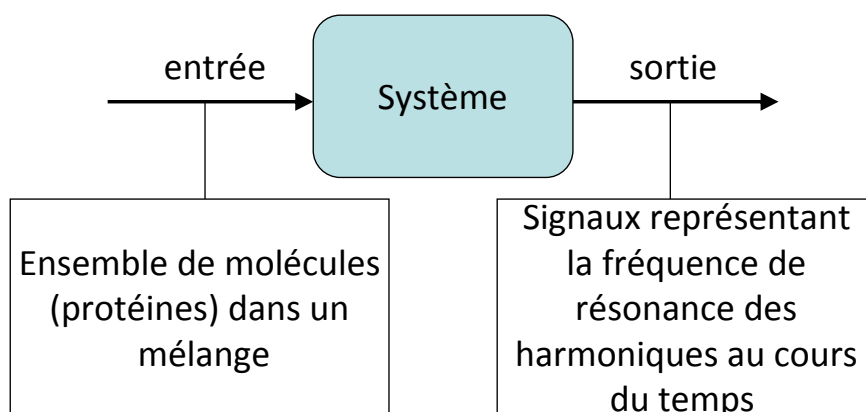 entrée
Système
sortie
Ensemble de molécules
(protéines) dans un
mélange
Signaux représentant
la fréquence de
résonance des
harmoniques au cours
du temps